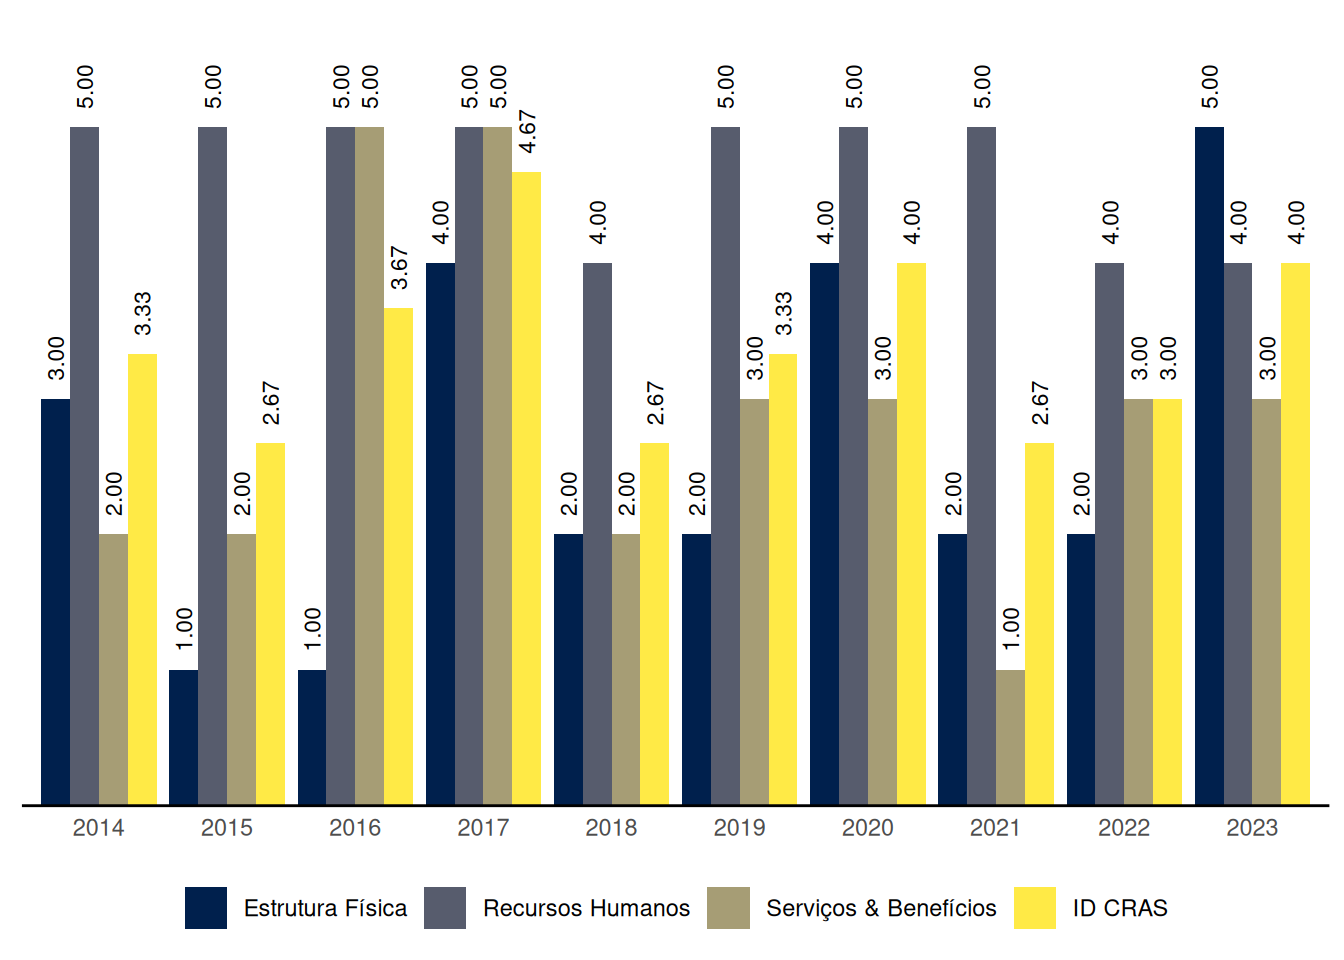 3.00 5.00 2.00 3.33
1.00 5.00 2.00 2.67
1.00 5.00 5.00 3.67
4.00 5.00 5.00 4.67
2.00 4.00 2.00 2.67
2.00 5.00 3.00 3.33
4.00 5.00 3.00 4.00
2.00 5.00 1.00 2.67
2.00 4.00 3.00 3.00
5.00 4.00 3.00 4.00
2014 2015 2016 2017 2018 2019 2020 2021 2022 2023
Estrutura Física Recursos Humanos Serviços & Benefícios ID CRAS